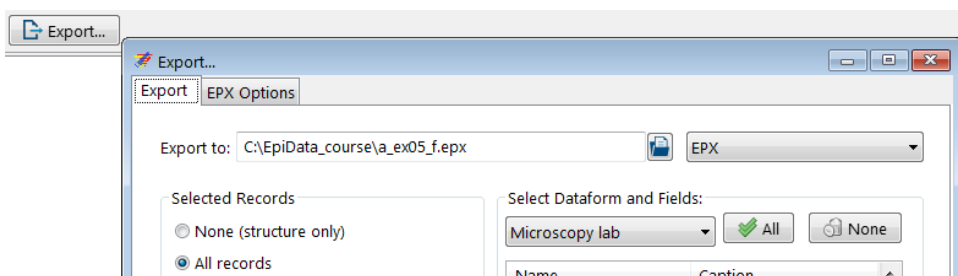 Export...
Export...
Export EPX Options
Export to: C:\EpiData_course\a_ex05_f.epx EPX
Selected Records Select Dataform and Fields:
None (structure only) Microscopy lab All None
All records
Name Caption